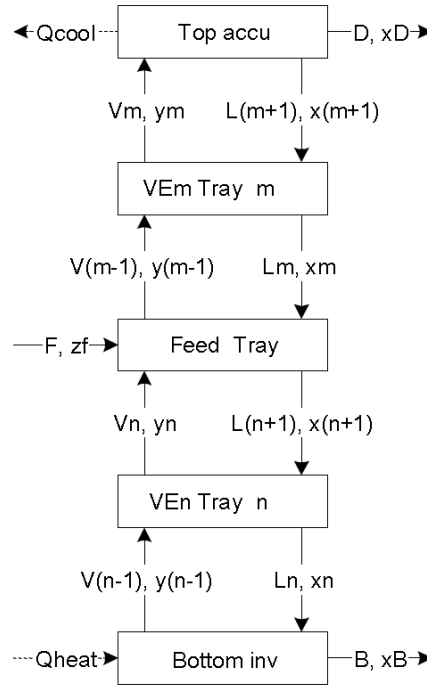 Qcool Top accu D, xD
Vm, ym L(m+1), x(m+1)
VEm Tray m
V(m-1), y(m-1) Lm, xm
F, zf Feed Tray
Vn, yn L(n+1), x(n+1)
VEn Tray n
V(n-1), y(n-1) Ln, xn
Qheat Bottom inv B, xB